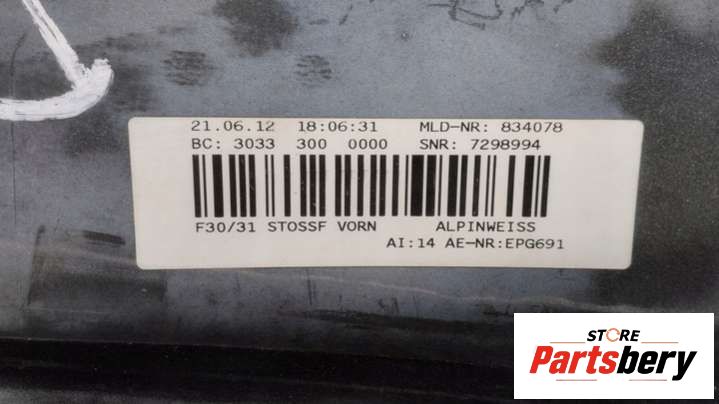 21.06.12 18:06:31 MLD-NR: 834078
BC: 3033 300 0000 SNR: 7298994
F30/31 STOSSF VORN ALPINWEISS
AI:14 AE-NR:EPG691
STORE
Partsbery